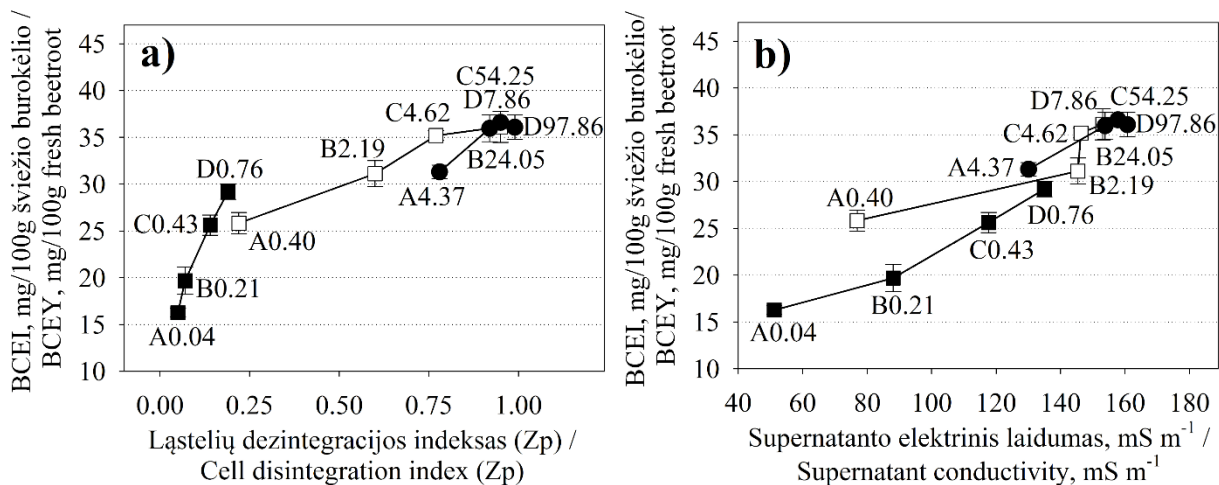 BCEI, mg/100g šviežio burokėlio /
BCEY, mg/100g fresh beetroot
45
40
35
30
25
20
15
10
a)
C54.25
D7.86
C4.62
D97.86
B2.19
B24.05
D0.76
A4.37
C0.43
A0.40
B0.21
A0.04
0.00
0.25
0.50
0.75
1.00
Ląstelių dezintegracijos indeksas (Zp) /
Cell disintegration index (Zp)
BCEI, mg/100g šviežio burokėlio /
BCEY, mg/100g fresh beetroot
45
40
35
30
25
20
15
10
b)
D7.86
C54.25
C4.62
D97.86
A4.37
B24.05
B2.19
A0.40
D0.76
C0.43
B0.21
A0.04
40
60
80
100
120
140
160
180
Supernatanto elektrinis laidumas, mS m⁻¹ /
Supernatant conductivity, mS m⁻¹